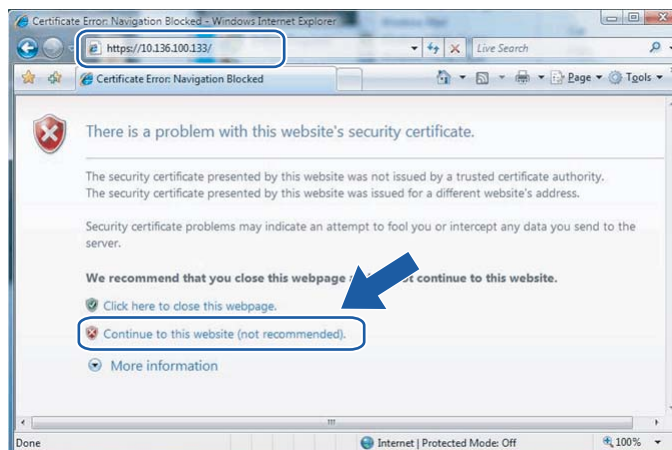 Certificate Error: Navigation Blocked - Windows Internet Explorer
https://10.136.100.133/
Live Search
Certificate Error: Navigation Blocked
Page
Tools
There is a problem with this website's security certificate.
The security certificate presented by this website was not issued by a trusted certificate authority.
The security certificate presented by this website was issued for a different website's address.
Security certificate problems may indicate an attempt to fool you or intercept any data you send to the
server.
We recommend that you close this webpage continue to this website.
Click here to close this webpage.
Continue to this website (not recommended).
More information
Done
Internet | Protected Mode: Off
100%